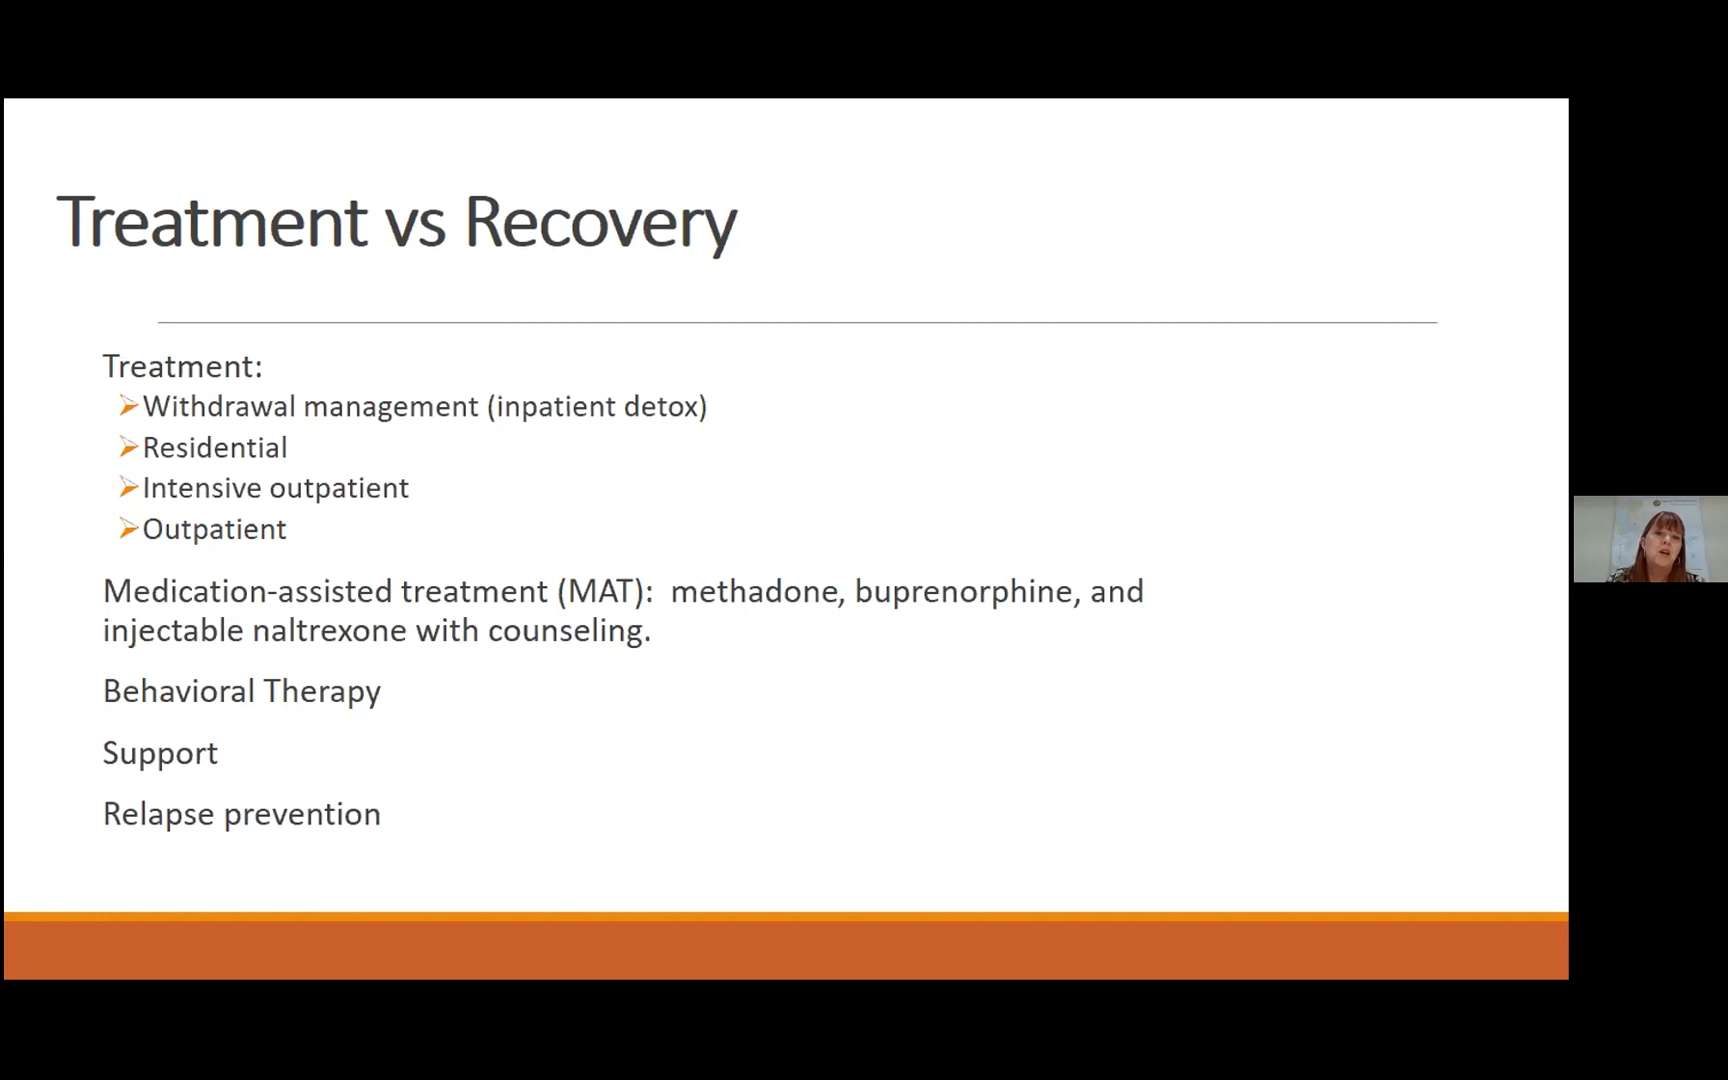 Treatment vs Recovery
Treatment:
Withdrawal management (inpatient detox)
Residential
Intensive outpatient
Outpatient
Medication-assisted treatment (MAT):  methadone, buprenorphine, and
injectable naltrexone with counseling.
Behavioral Therapy
Support
Relapse prevention